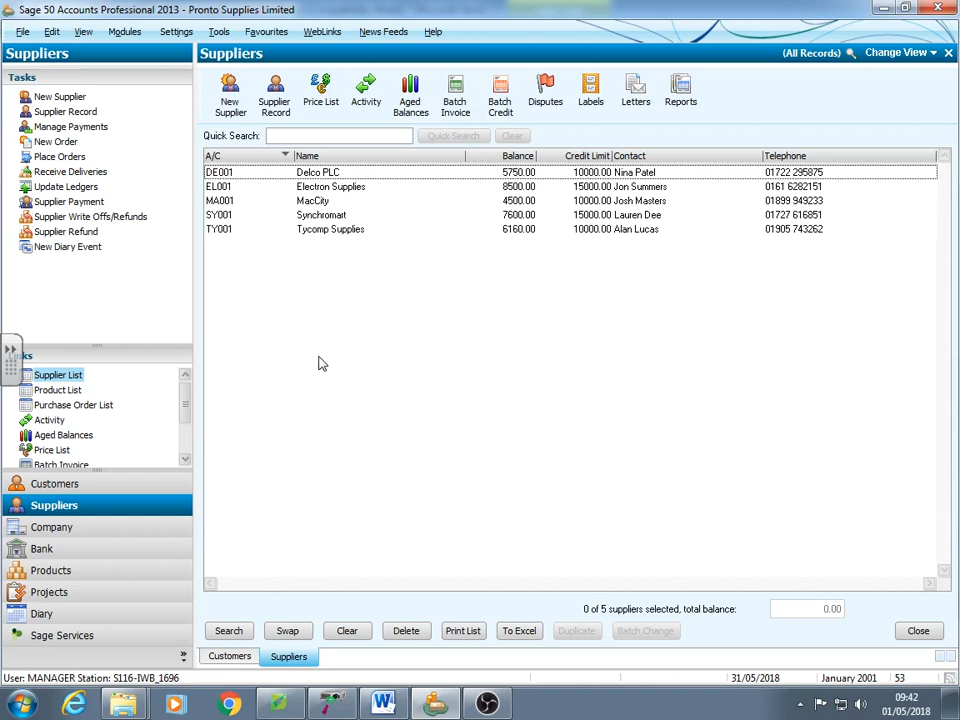 Sage 50 Accounts Professional 2013 - Pronto Supplies Limited
File Edit View Modules Settings Tools Favourites WebLinks News Feeds Help
Suppliers
Tasks
New Supplier
Supplier Record
Manage Payments
New Order
Place Orders
Receive Deliveries
Update Ledgers
Supplier Payment
Supplier Write Offs/Refunds
Supplier Refund
New Diary Event
Supplier List
Product List
Purchase Order List
Activity
Aged Balances
Price List
Batch Invoice
Customers
Suppliers
Company
Bank
Products
Projects
Diary
Sage Services
Suppliers (All Records) Change View
New Supplier Supplier Record Price List Activity Aged Balances Batch Invoice Batch Credit Disputes Labels Letters Reports
Quick Search: Quick Search Clear
A/C Name Balance Credit Limit Contact Telephone
DE001 Delco PLC 5750.00 10000.00 Nina Patel 01722 295875
EL001 Electron Supplies 8500.00 15000.00 Jon Summers 0161 6282151
MA001 MacCity 4500.00 10000.00 Josh Masters 01899 949233
SY001 Synchromart 7600.00 15000.00 Lauren Dee 01727 616851
TY001 Tycomp Supplies 6160.00 10000.00 Alan Lucas 01905 743262
0 of 5 suppliers selected, total balance: 0.00
Search Swap Clear Delete Print List To Excel Duplicate Batch Change Close
Customers Suppliers
User: MANAGER Station: S116-IWB_1696 31/05/2018 January 2001 53
09:42
01/05/2018